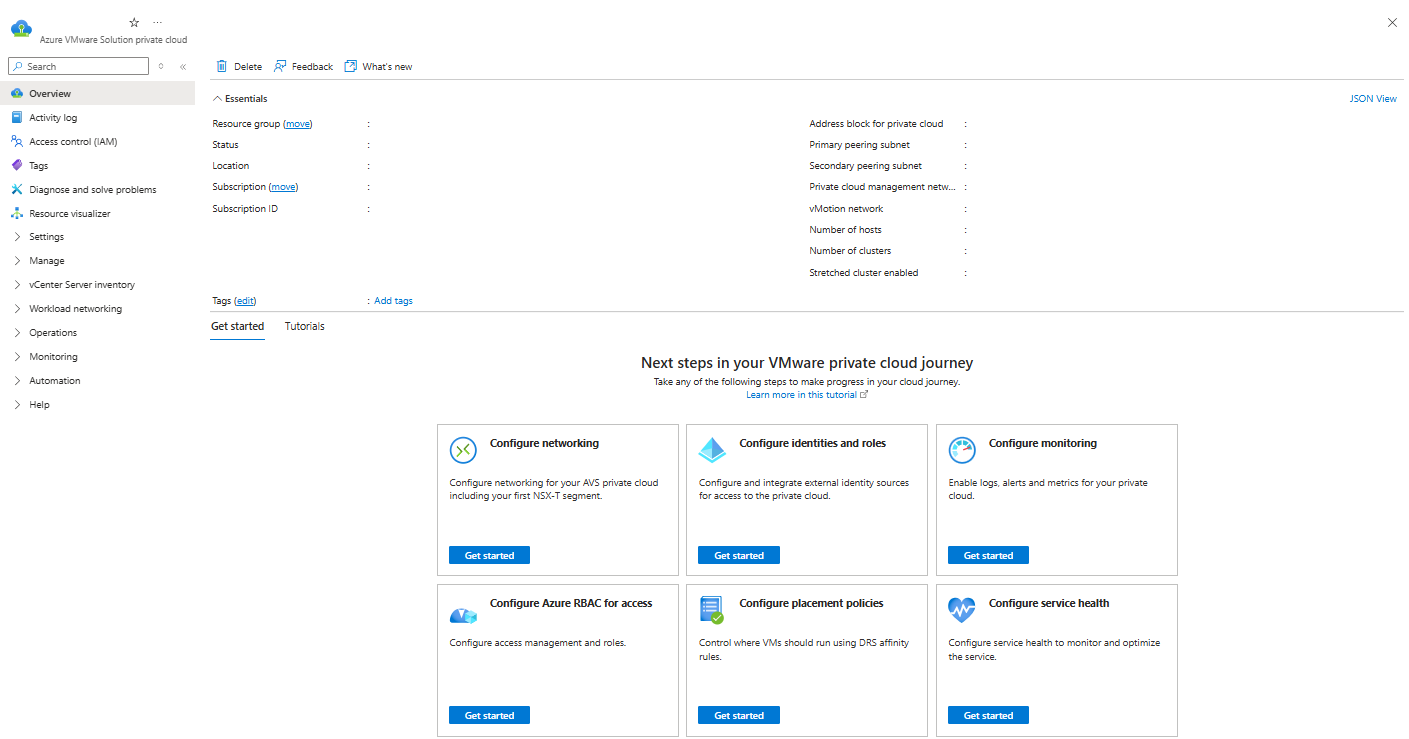 Azure VMware Solution private cloud
Search
Overview
Activity log
Access control (IAM)
Tags
Diagnose and solve problems
Resource visualizer
Settings
Manage
vCenter Server inventory
Workload networking
Operations
Monitoring
Automation
Help
Delete Feedback What's new
Essentials JSON View
Resource group (move) :
Status :
Location :
Subscription (move) :
Subscription ID :
Address block for private cloud :
Primary peering subnet :
Secondary peering subnet :
Private cloud management netw... :
vMotion network :
Number of hosts :
Number of clusters :
Stretched cluster enabled :
Tags (edit) : Add tags
Get started Tutorials
Next steps in your VMware private cloud journey
Take any of the following steps to make progress in your cloud journey.
Learn more in this tutorial
Configure networking
Configure networking for your AVS private cloud
including your first NSX-T segment.
Get started
Configure identities and roles
Configure and integrate external identity sources
for access to the private cloud.
Get started
Configure monitoring
Enable logs, alerts and metrics for your private
cloud.
Get started
Configure Azure RBAC for access
Configure access management and roles.
Get started
Configure placement policies
Control where VMs should run using DRS affinity
rules.
Get started
Configure service health
Configure service health to monitor and optimize
the service.
Get started